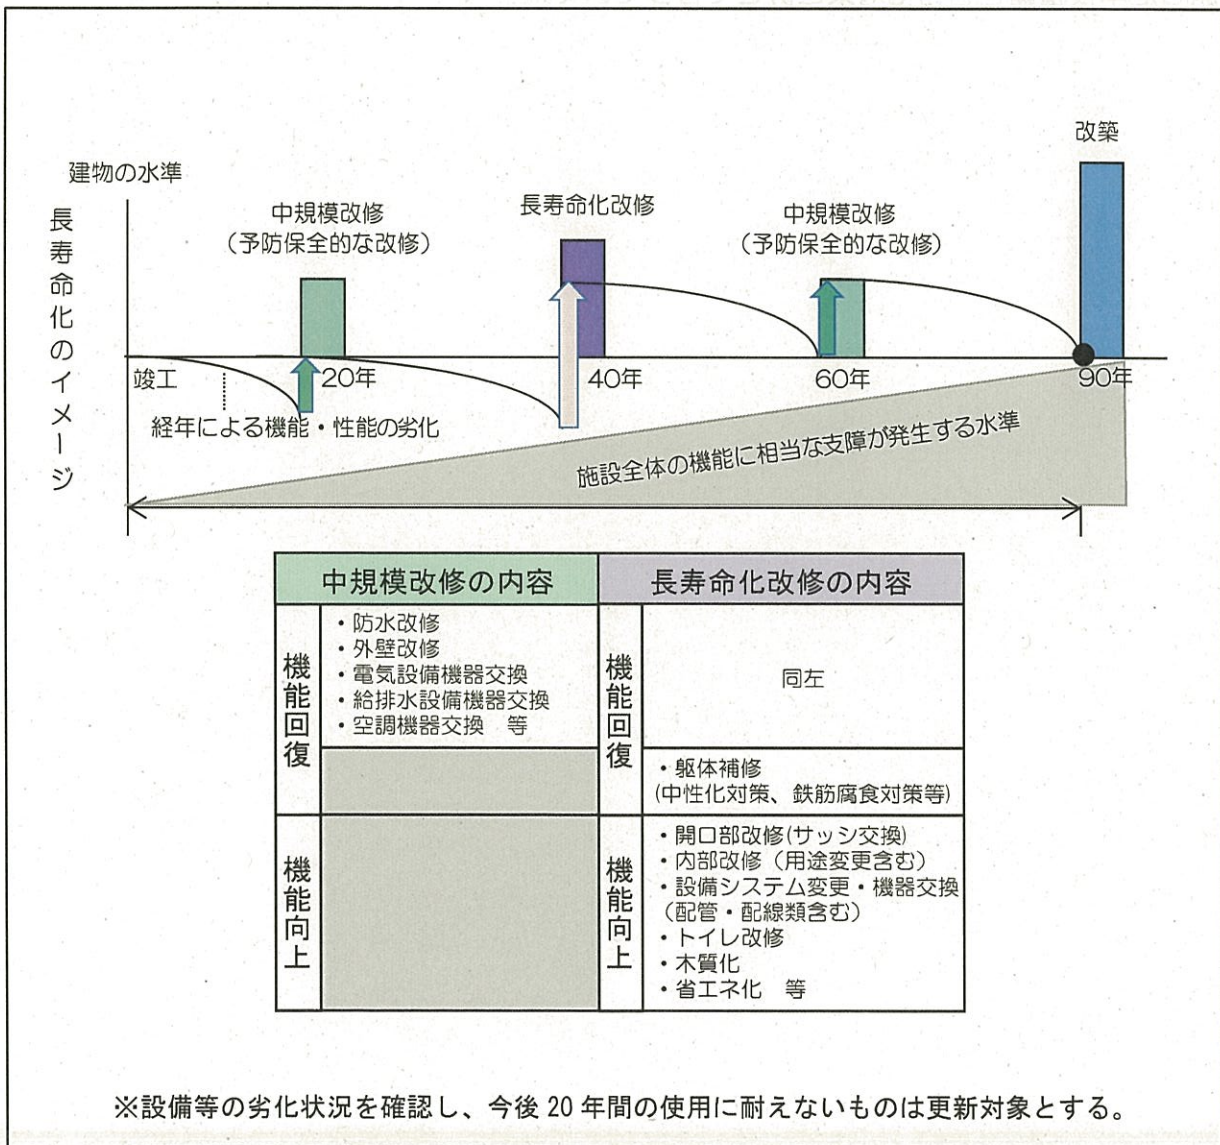 改築
建物の水準
長寿命化のイメージ
中規模改修
（予防保全的な改修）
長寿命化改修
中規模改修
（予防保全的な改修）
竣工
20年
40年
60年
90年
経年による機能・性能の劣化
施設全体の機能に相当な支障が発生する水準
中規模改修の内容
長寿命化改修の内容
機能回復
・防水改修
・外壁改修
・電気設備機器交換
・給排水設備機器交換
・空調機器交換　等
機能回復
同左
・躯体補修
(中性化対策、鉄筋腐食対策等)
機能向上
機能向上
・開口部改修(サッシ交換)
・内部改修（用途変更含む）
・設備システム変更・機器交換
（配管・配線類含む）
・トイレ改修
・木質化
・省エネ化　等
※設備等の劣化状況を確認し、今後 20 年間の使用に耐えないものは更新対象とする。